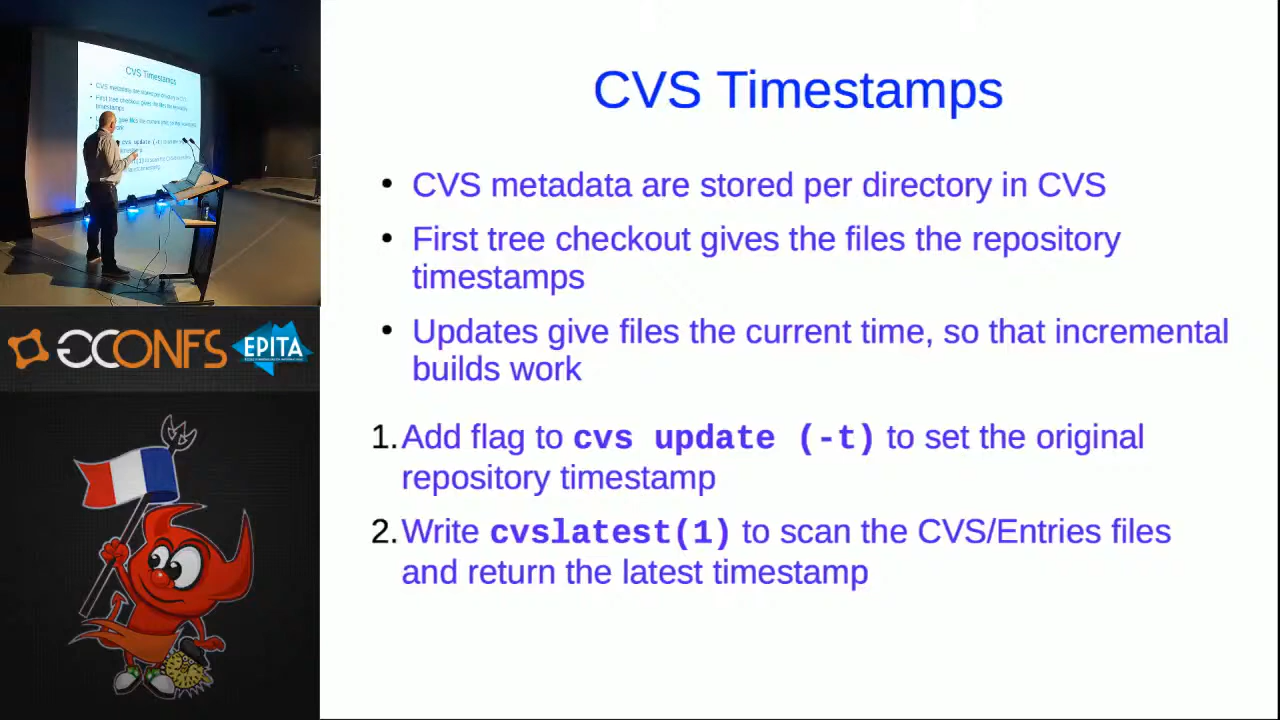 CVS Timestamps
• CVS metadata are stored per directory in CVS
• First tree checkout gives the files the repository
timestamps
• Updates give files the current time, so that incremental
builds work
1. Add flag to cvs update (-t) to set the original
repository timestamp
2. Write cvslatest(1) to scan the CVS/Entries files
and return the latest timestamp
CVS Timestamps
CONFS
EPITA